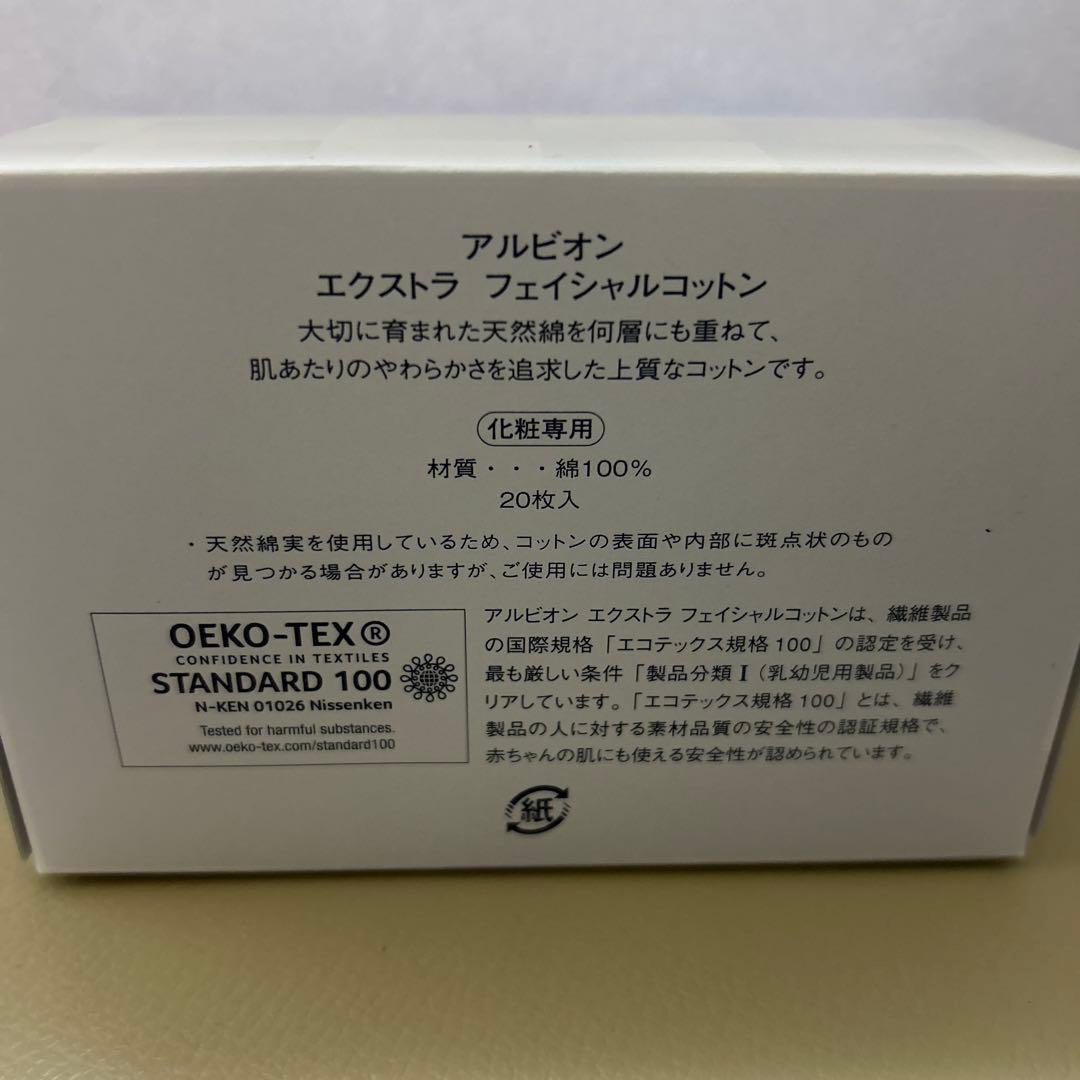 アルビオン
エクストラ フェイシャルコットン
大切に育まれた天然綿を何層にも重ねて、
肌あたりのやわらかさを追求した上質なコットンです。
化粧専用
材質・・・綿100%
20枚入
・天然綿実を使用しているため、コットンの表面や内部に斑点状のもの
が見つかる場合がありますが、ご使用には問題ありません。
OEKO-TEX®
CONFIDENCE IN TEXTILES
STANDARD 100
N-KEN 01026 Nissenken
Tested for harmful substances.
www.oeko-tex.com/standard100
アルビオン エクストラ フェイシャルコットンは、繊維製品
の国際規格「エコテックス規格100」の認定を受け、
最も厳しい条件「製品分類Ⅰ(乳幼児用製品)」をク
リアしています。「エコテックス規格100」とは、繊維
製品の人に対する素材品質の安全性の認証規格で、
赤ちゃんの肌にも使える安全性が認められています。
紙